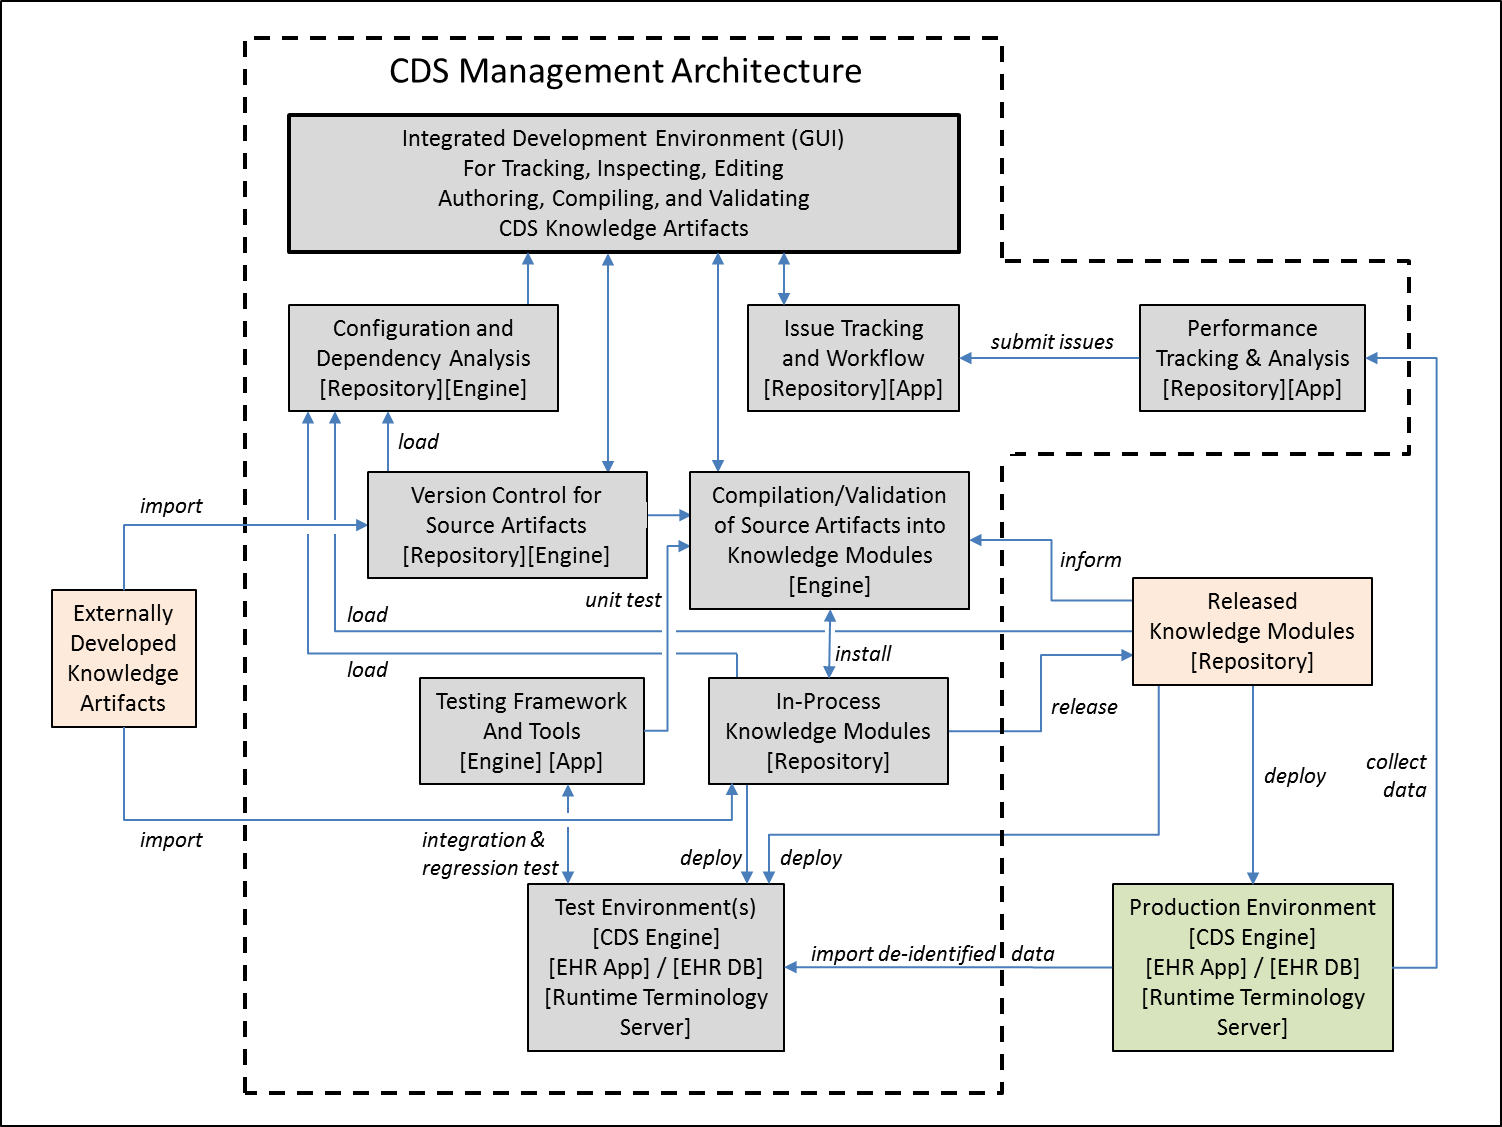 CDS Management Architecture
Integrated Development Environment (GUI)
For Tracking, Inspecting, Editing
Authoring, Compiling, and Validating
CDS Knowledge Artifacts
Configuration and
Dependency Analysis
[Repository][Engine]
Issue Tracking
and Workflow
[Repository][App]
submit issues
Performance
Tracking & Analysis
[Repository][App]
load
import
Version Control for
Source Artifacts
[Repository][Engine]
Compilation/Validation
of Source Artifacts into
Knowledge Modules
[Engine]
inform
unit test
Externally
Developed
Knowledge
Artifacts
load
load
install
Released
Knowledge Modules
[Repository]
Testing Framework
And Tools
[Engine] [App]
In-Process
Knowledge Modules
[Repository]
release
deploy
collect
data
import
integration &
regression test
deploy
deploy
Test Environment(s)
[CDS Engine]
[EHR App] / [EHR DB]
[Runtime Terminology
Server]
import de-identified data
Production Environment
[CDS Engine]
[EHR App] / [EHR DB]
[Runtime Terminology
Server]